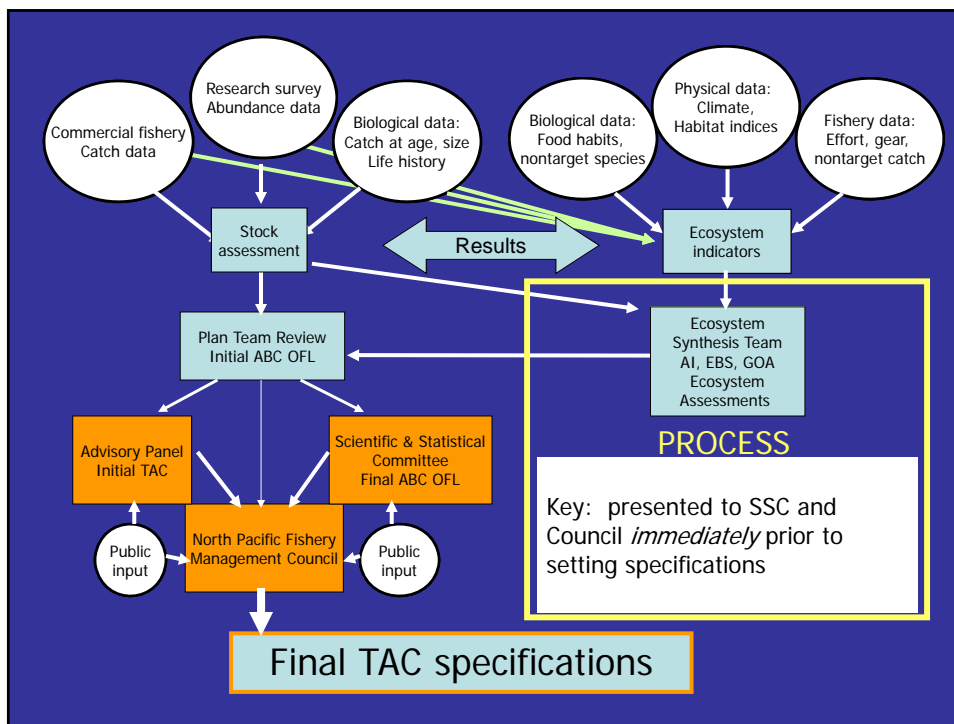 Commercial fishery
Catch data
Research survey
Abundance data
Biological data:
Catch at age, size
Life history
Biological data:
Food habits,
nontarget species
Physical data:
Climate,
Habitat indices
Fishery data:
Effort, gear,
nontarget catch
Stock
assessment
Results
Ecosystem
indicators
Plan Team Review
Initial ABC OFL
Ecosystem
Synthesis Team
AI, EBS, GOA
Ecosystem
Assessments
PROCESS
Advisory Panel
Initial TAC
Scientific & Statistical
Committee
Final ABC OFL
Key: presented to SSC and
Council immediately prior to
setting specifications
Public
input
North Pacific Fishery
Management Council
Public
input
Final TAC specifications